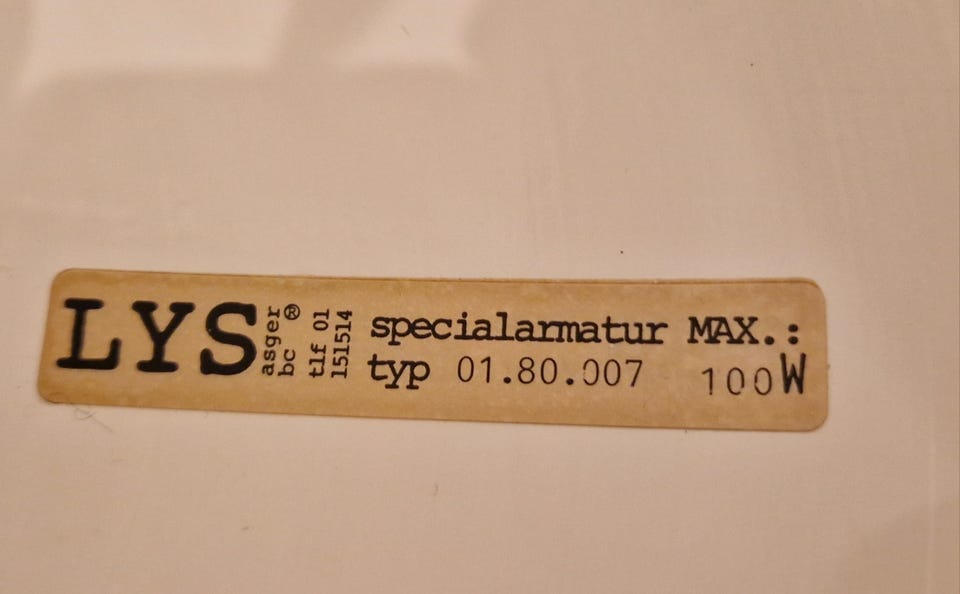 LYS
asger
bc ®
tlf 01
151514
specialarmatur MAX.:
typ 01.80.007 100W